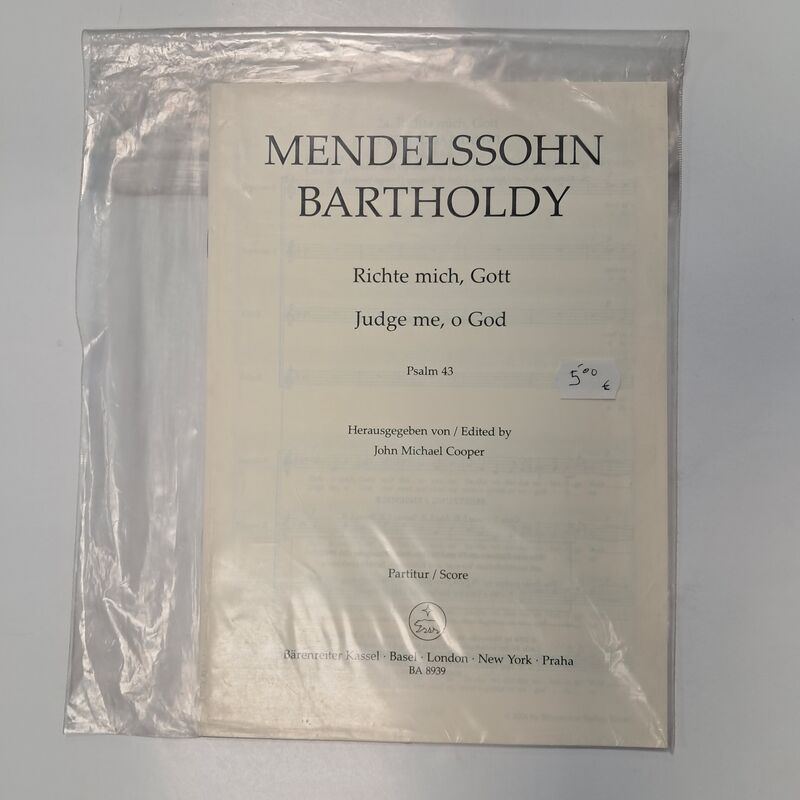 MENDELSSOHN
BARTHOLDY
Richte mich, Gott
Judge me, o God
Psalm 43
5'00
€
Herausgegeben von / Edited by
John Michael Cooper
Partitur / Score
Bärenreiter Kassel · Basel · London · New York · Praha
BA 8939